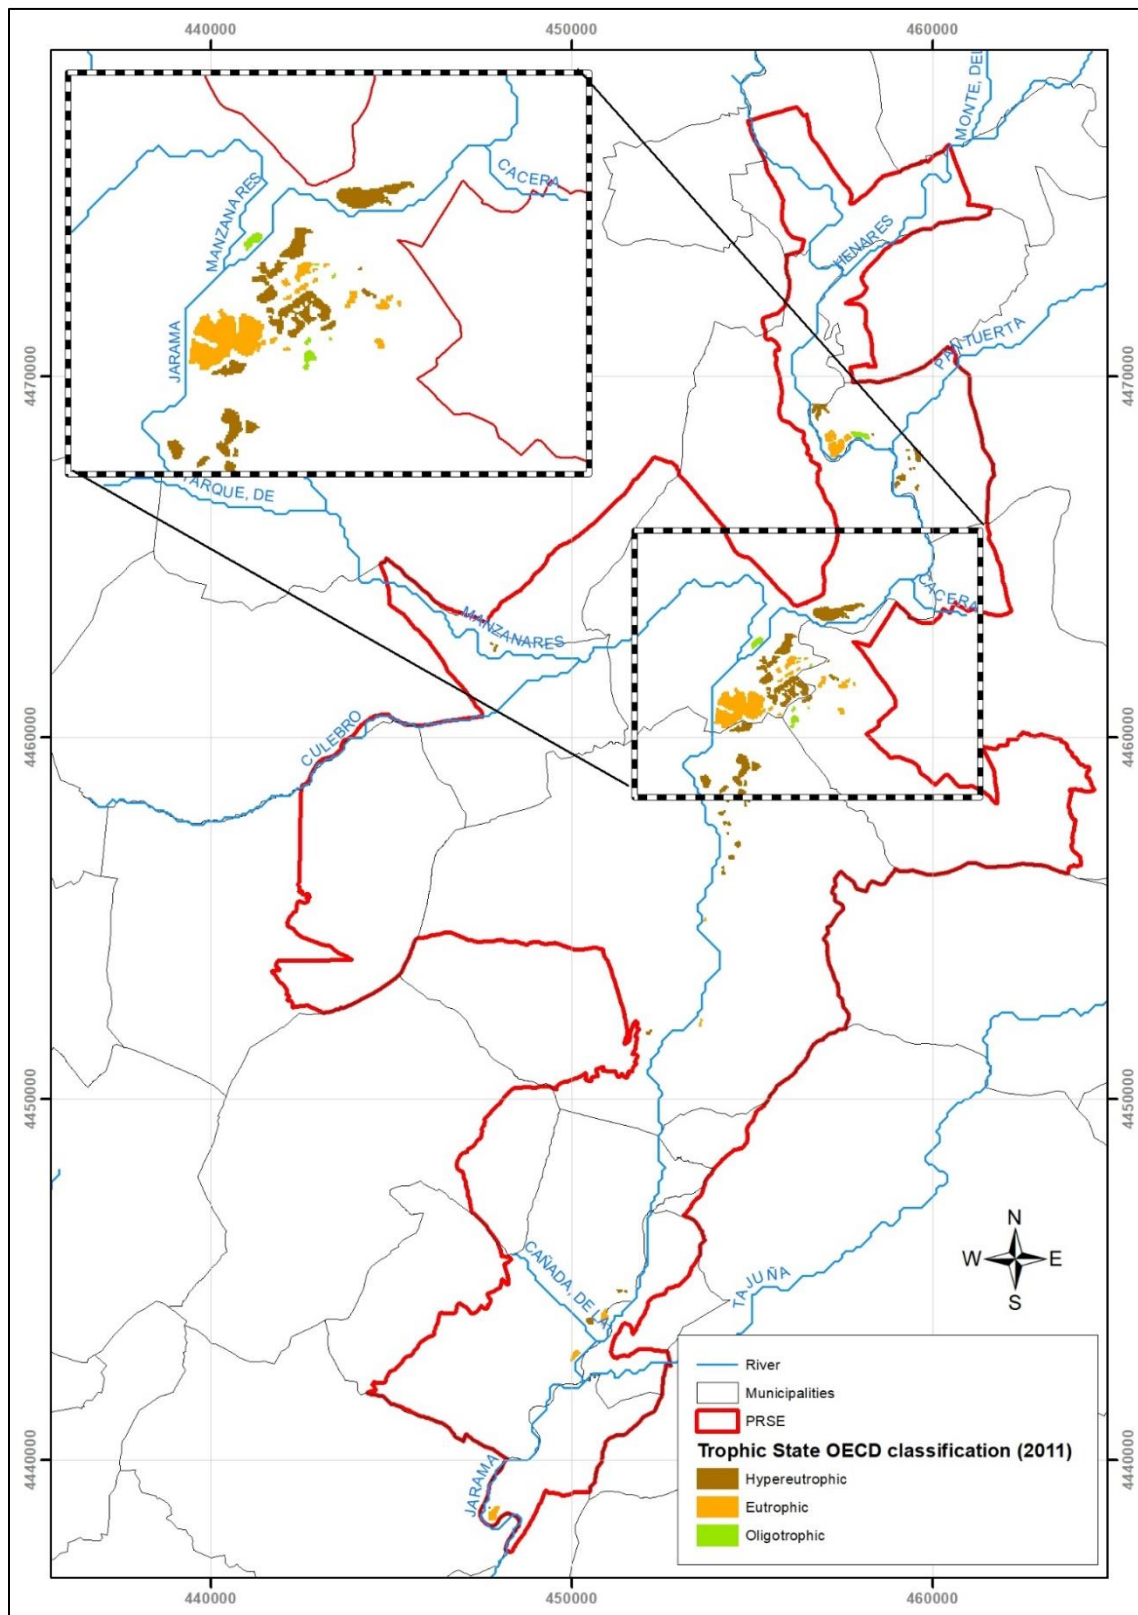 440000
450000
460000
MONTE, DEL
CACERA
MANZANARES
HENARES
JARAMA
PANTUERTA
4470000
4470000
PARQUE, DE
CACERA
MANZANARES
4460000
CULEBRO
4460000
4450000
4450000
N
W
E
S
CAÑADA, DE LA
TAJUÑA
River
Municipalities
PRSE
Trophic State OECD classification (2011)
Hypereutrophic
Eutrophic
Oligotrophic
4440000
JARAMA
4440000
440000
450000
460000